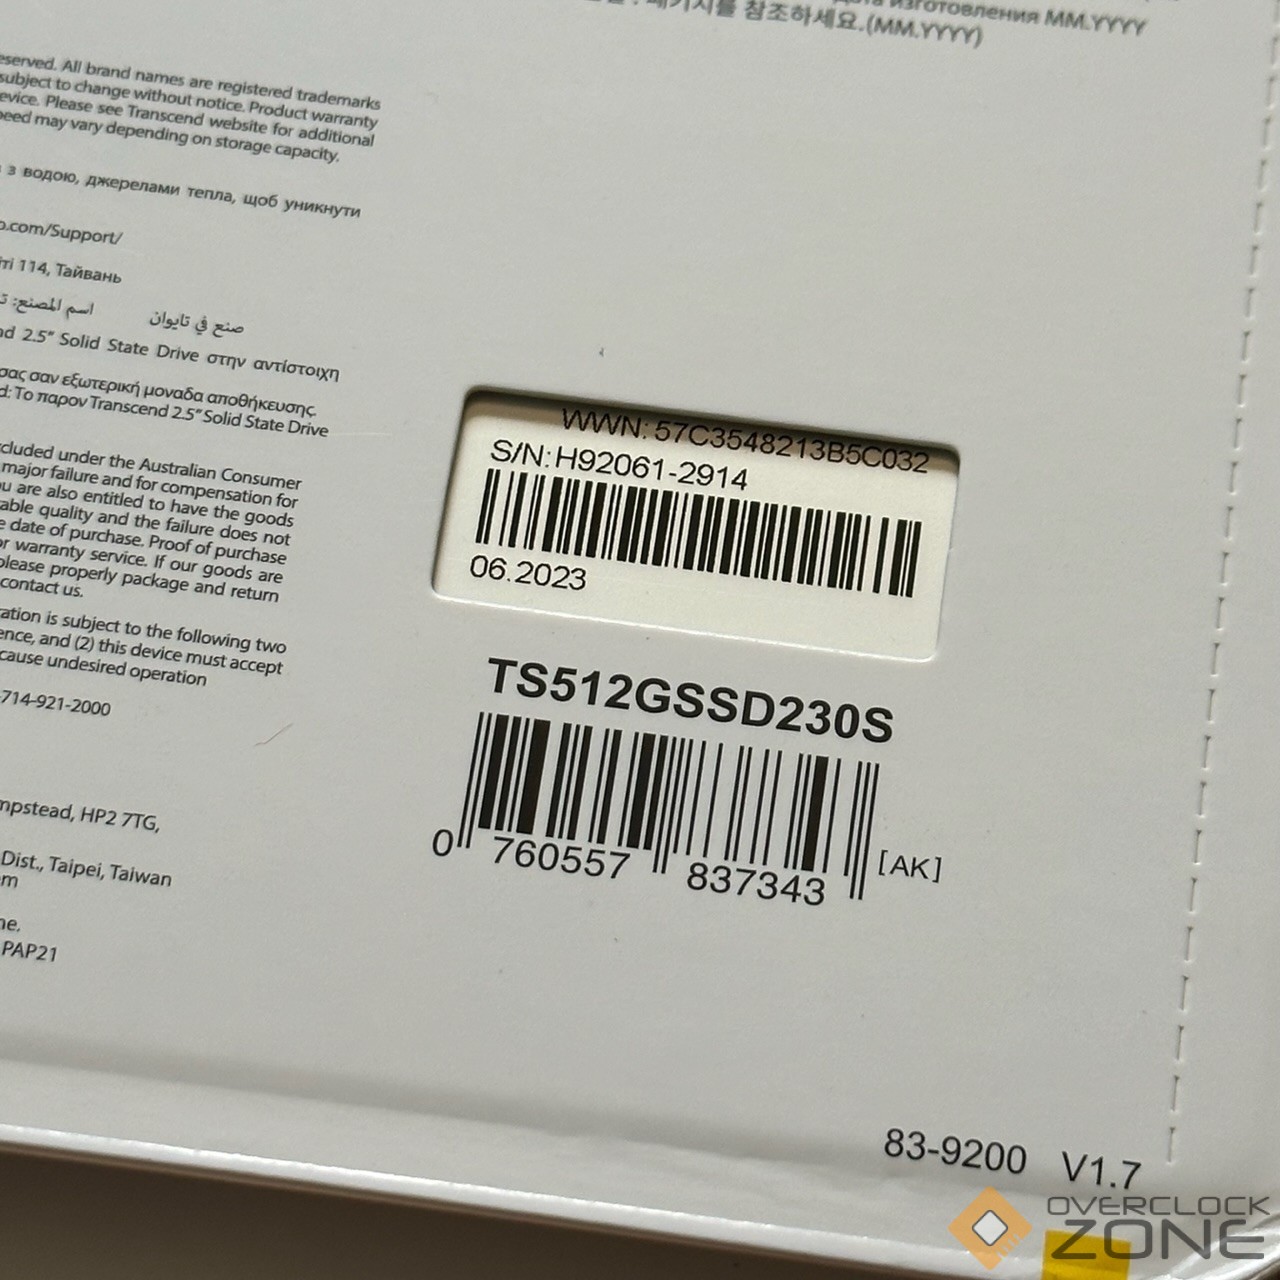 изготовления MM.YYYY
패키지를 참조하세요.(MM.YYYY)
eserved. All brand names are registered trademarks
subject to change without notice. Product warranty
evice. Please see Transcend website for additional
peed may vary depending on storage capacity.
з водою, джерелами тепла, щоб уникнути
o.com/Support/
114, Тайвань
اسم المصنع: صنع في تايوان
nd 2.5" Solid State Drive στην αντίστοιχη
σας σαν εξωτερική μοναδα αποθήκευσης.
d: Το παρον Transcend 2.5" Solid State Drive
cluded under the Australian Consumer
major failure and for compensation for
u are also entitled to have the goods
able quality and the failure does not
e date of purchase. Proof of purchase
or warranty service. If our goods are
please properly package and return
contact us.
ation is subject to the following two
ence, and (2) this device must accept
cause undesired operation
-714-921-2000
mpstead, HP2 7TG,
Dist., Taipei, Taiwan
om
ne.
PAP21
WWN: 57C3548213B5C032
S/N: H92061-2914
06.2023
TS512GSSD230S
0 760557 837343 [AK]
83-9200 V1.7
OVERCLOCK
ZONE